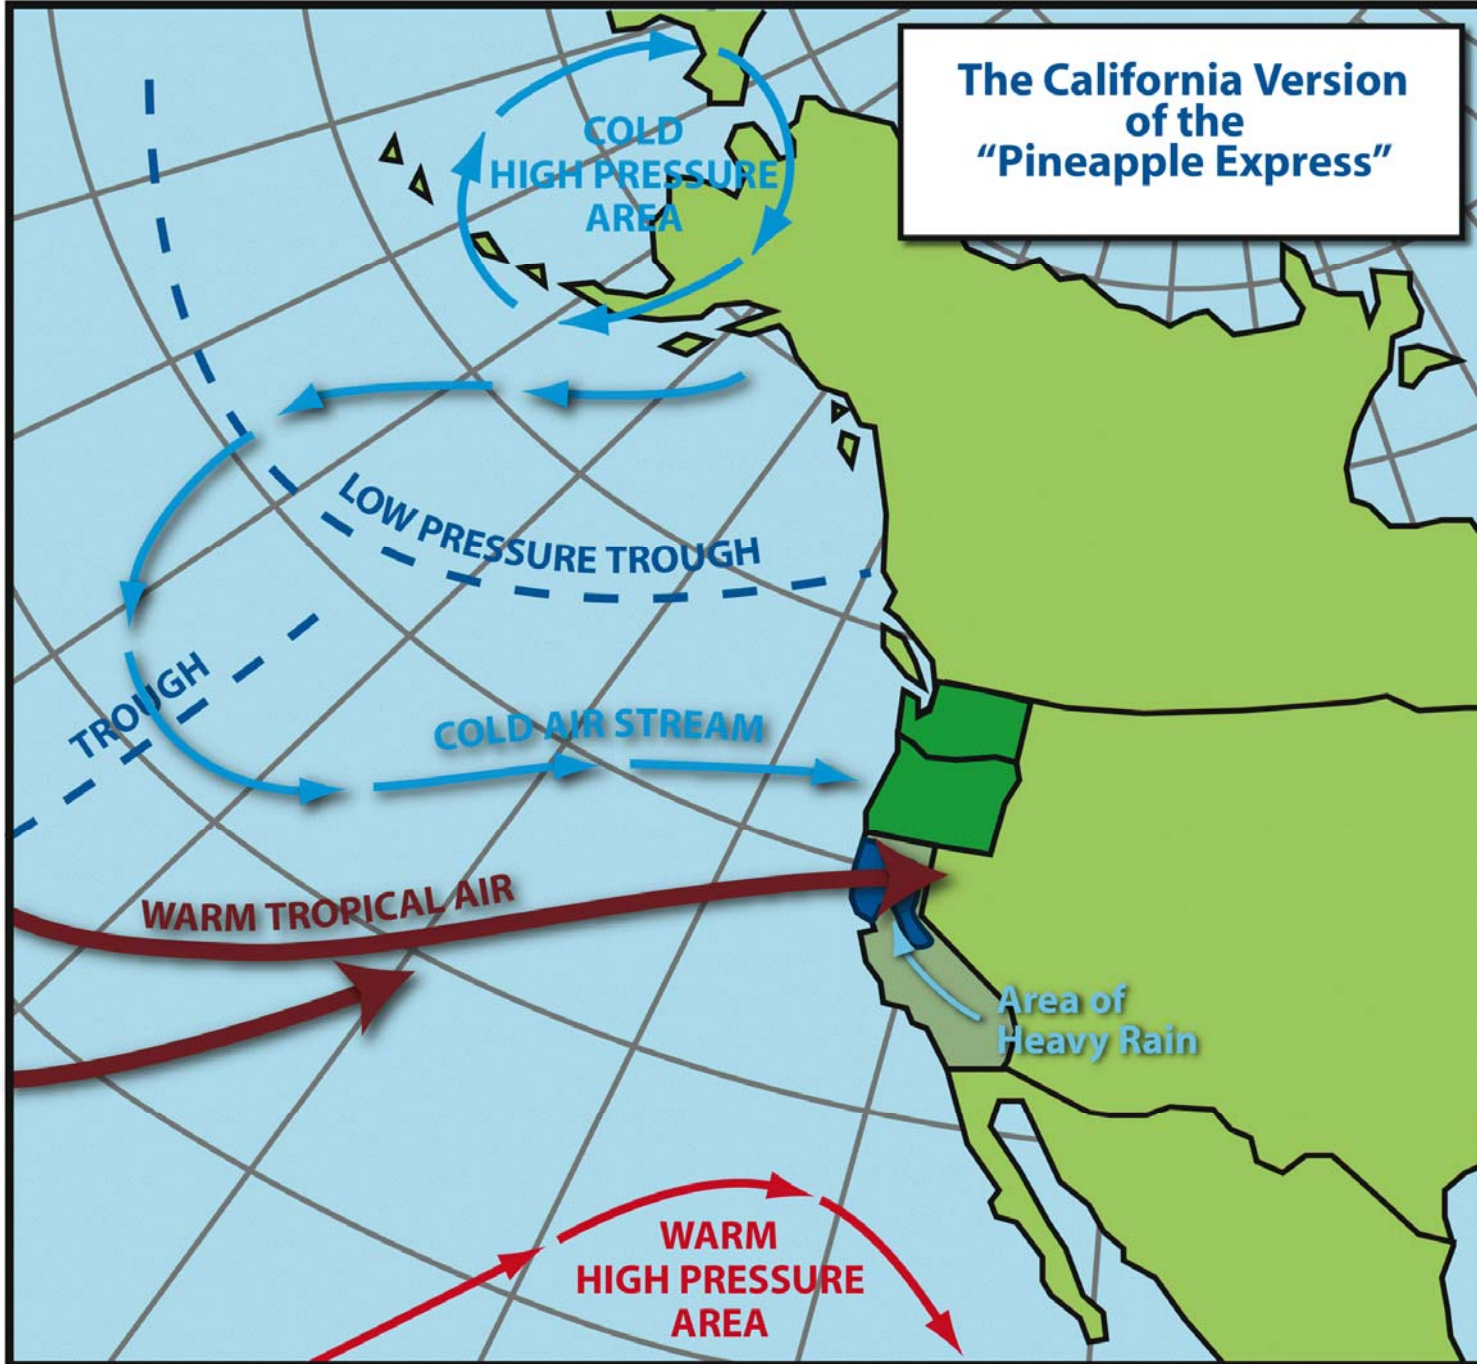 The California Version
of the
“Pineapple Express”
COLD
HIGH PRESSURE
AREA
LOW PRESSURE TROUGH
TROUGH
COLD AIR STREAM
WARM TROPICAL AIR
Area of
Heavy Rain
WARM
HIGH PRESSURE
AREA